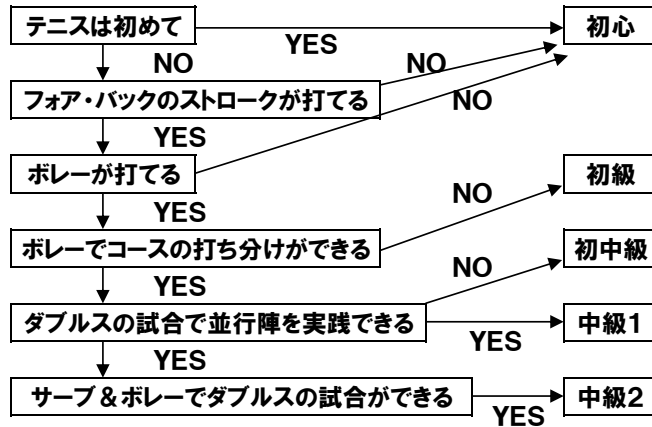 テニスは初めて
YES
初心
NO
NO
フォア・バックのストロークが打てる
NO
YES
ボレーが打てる
初級
NO
YES
ボレーでコースの打ち分けができる
初中級
NO
YES
ダブルスの試合で並行陣を実践できる
YES
中級1
YES
サーブ&ボレーでダブルスの試合ができる
YES
中級2